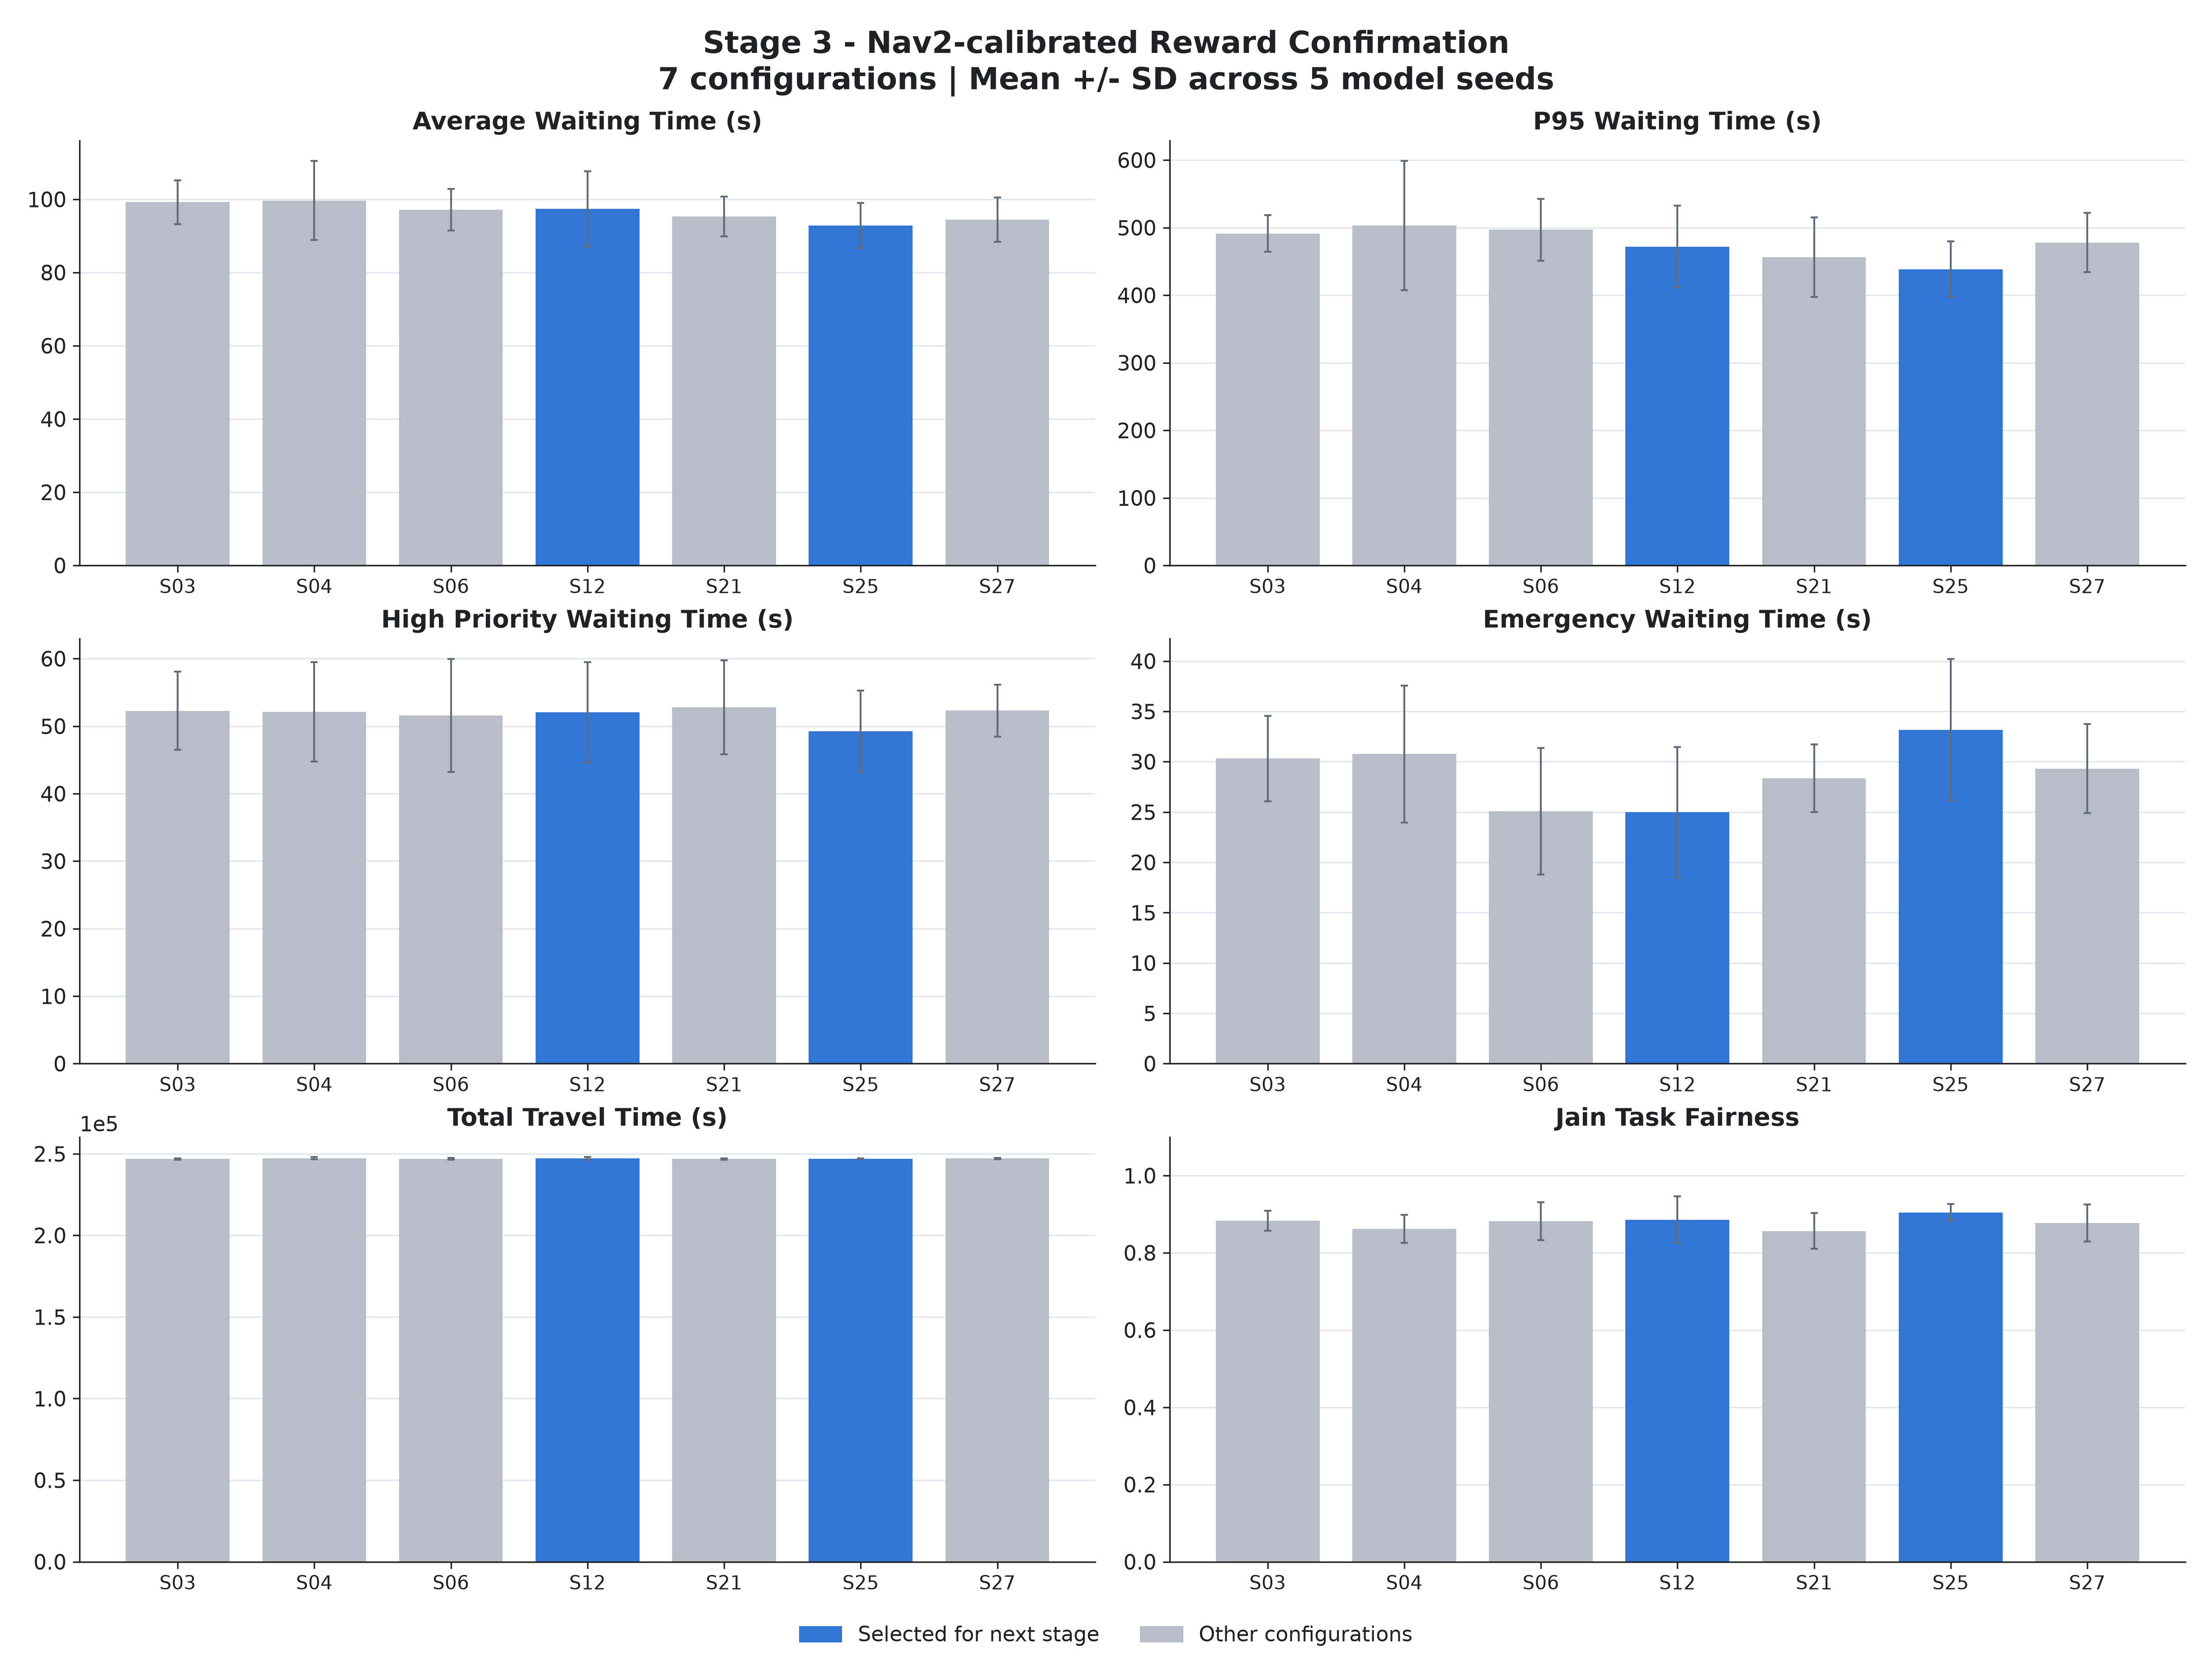 Stage 3 - Nav2-calibrated Reward Confirmation
7 configurations | Mean +/- SD across 5 model seeds
Average Waiting Time (s)
100
80
60
40
20
0
S03 S04 S06 S12 S21 S25 S27
P95 Waiting Time (s)
600
500
400
300
200
100
0
S03 S04 S06 S12 S21 S25 S27
High Priority Waiting Time (s)
60
50
40
30
20
10
0
S03 S04 S06 S12 S21 S25 S27
Emergency Waiting Time (s)
40
35
30
25
20
15
10
5
0
S03 S04 S06 S12 S21 S25 S27
Total Travel Time (s)
1e5
2.5
2.0
1.5
1.0
0.5
0.0
S03 S04 S06 S12 S21 S25 S27
Jain Task Fairness
1.0
0.8
0.6
0.4
0.2
0.0
S03 S04 S06 S12 S21 S25 S27
Selected for next stage Other configurations